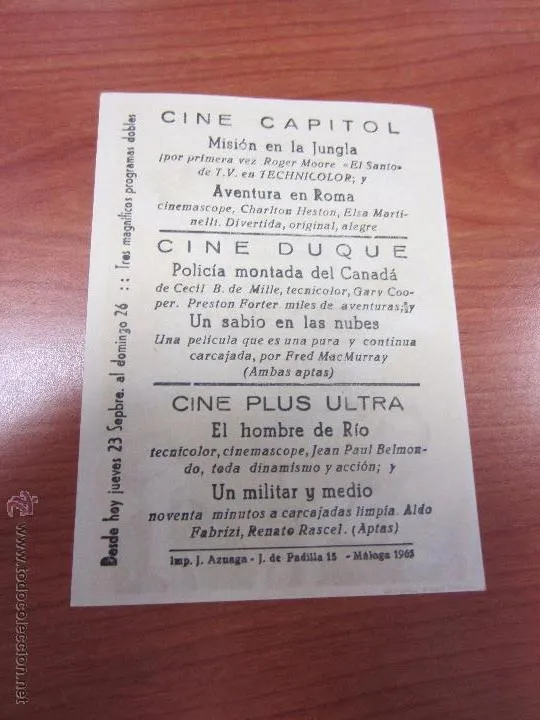 Desde hoy jueves 23 Sepbre. al domingo 26 ::: Tres magníficos programas dobles
CINE CAPITOL
Misión en la Jungla
(por primera vez Roger Moore «El Santo»
de T.V. en TECHNICOLOR; y
Aventura en Roma
cinemascope, Charlton Heston, Elsa Marti-
nelli. Divertida, original, alegre
CINE DUQUE
Policía montada del Canadá
de Cecil B. de Mille, tecnicolor, Gary Coo-
per. Preston Forter miles de aventuras; y
Un sabio en las nubes
Una película que es una pura y continua
carcajada, por Fred MacMurray
(Ambas aptas)
CINE PLUS ULTRA
El hombre de Río
tecnicolor, cinemascope, Jean Paul Belmon-
do, toda dinamismo y acción; y
Un militar y medio
noventa minutos a carcajadas limpia. Aldo
Fabrizi, Renato Rascel. (Aptas)
Imp. J. Azuaga - J. de Padilla 15 - Málaga 1965
www.todocoleccion.net